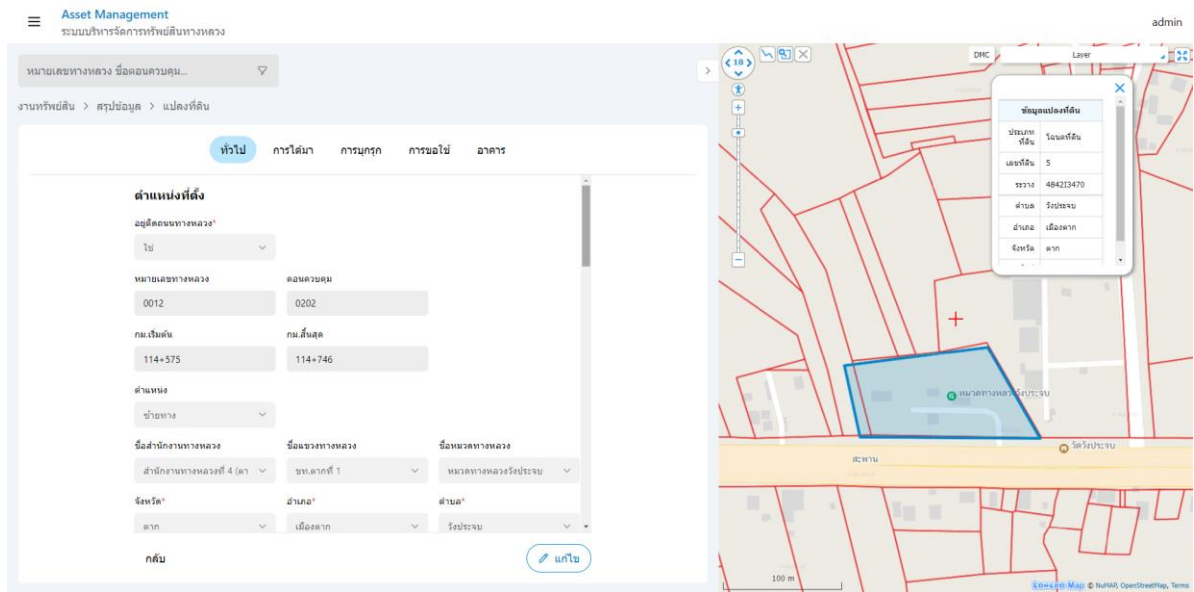 Asset Management
ระบบบริหารจัดการทรัพย์สินทางหลวง
admin
หมายเลขทางหลวง ชื่อตอนควบคุม...
งานทรัพย์สิน > สรุปข้อมูล > แปลงที่ดิน
ทั่วไป การได้มา การบุกรุก การขอใช้ อาคาร
ตำแหน่งที่ตั้ง
อยู่ติดถนนทางหลวง*
ใช่
หมายเลขทางหลวง ตอนควบคุม
0012 0202
กม.เริ่มต้น กม.สิ้นสุด
114+575 114+746
ตำแหน่ง
ซ้ายทาง
ชื่อสำนักงานทางหลวง ชื่อแขวงทางหลวง ชื่อหมวดทางหลวง
สำนักงานทางหลวงที่ 4 (ตา ขท.ตากที่ 1 หมวดทางหลวงวังประจบ
จังหวัด* อำเภอ* ตำบล*
ตาก เมืองตาก วังประจบ
กลับ แก้ไข
18
DMC Layer
ข้อมูลแปลงที่ดิน
ประเภทที่ดิน โฉนดที่ดิน
เลขที่ดิน 5
ระวาง 4842I3470
ตำบล วังประจบ
อำเภอ เมืองตาก
จังหวัด ตาก
หมวดทางหลวงวังประจบ
วัดวังประจบ
สะพาน
100 m
Longdo Map © NuMAP, OpenStreetMap, Terms